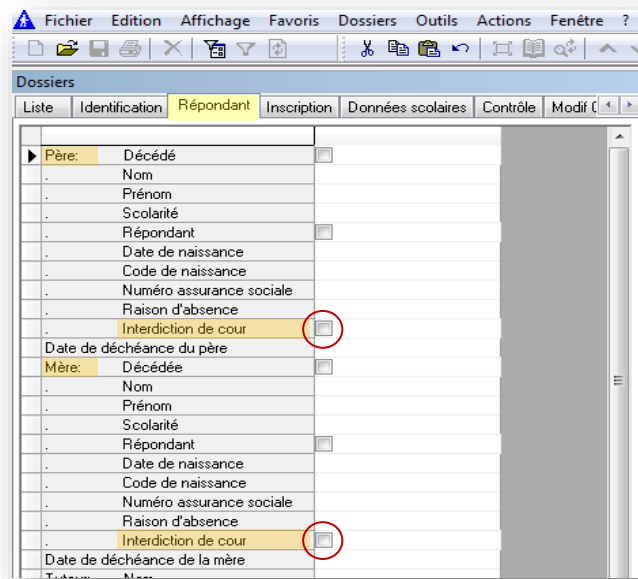 Fichier Edition Affichage Favoris Dossiers Outils Actions Fenêtre ?
Dossiers
Liste Identification Répondant Inscription Données scolaires Contrôle Modif
Père: Décédé
. Nom
. Prénom
. Scolarité
. Répondant
. Date de naissance
. Code de naissance
. Numéro assurance sociale
. Raison d'absence
. Interdiction de cour
Date de déchéance du père
Mère: Décédée
. Nom
. Prénom
. Scolarité
. Répondant
. Date de naissance
. Code de naissance
. Numéro assurance sociale
. Raison d'absence
. Interdiction de cour
Date de déchéance de la mère